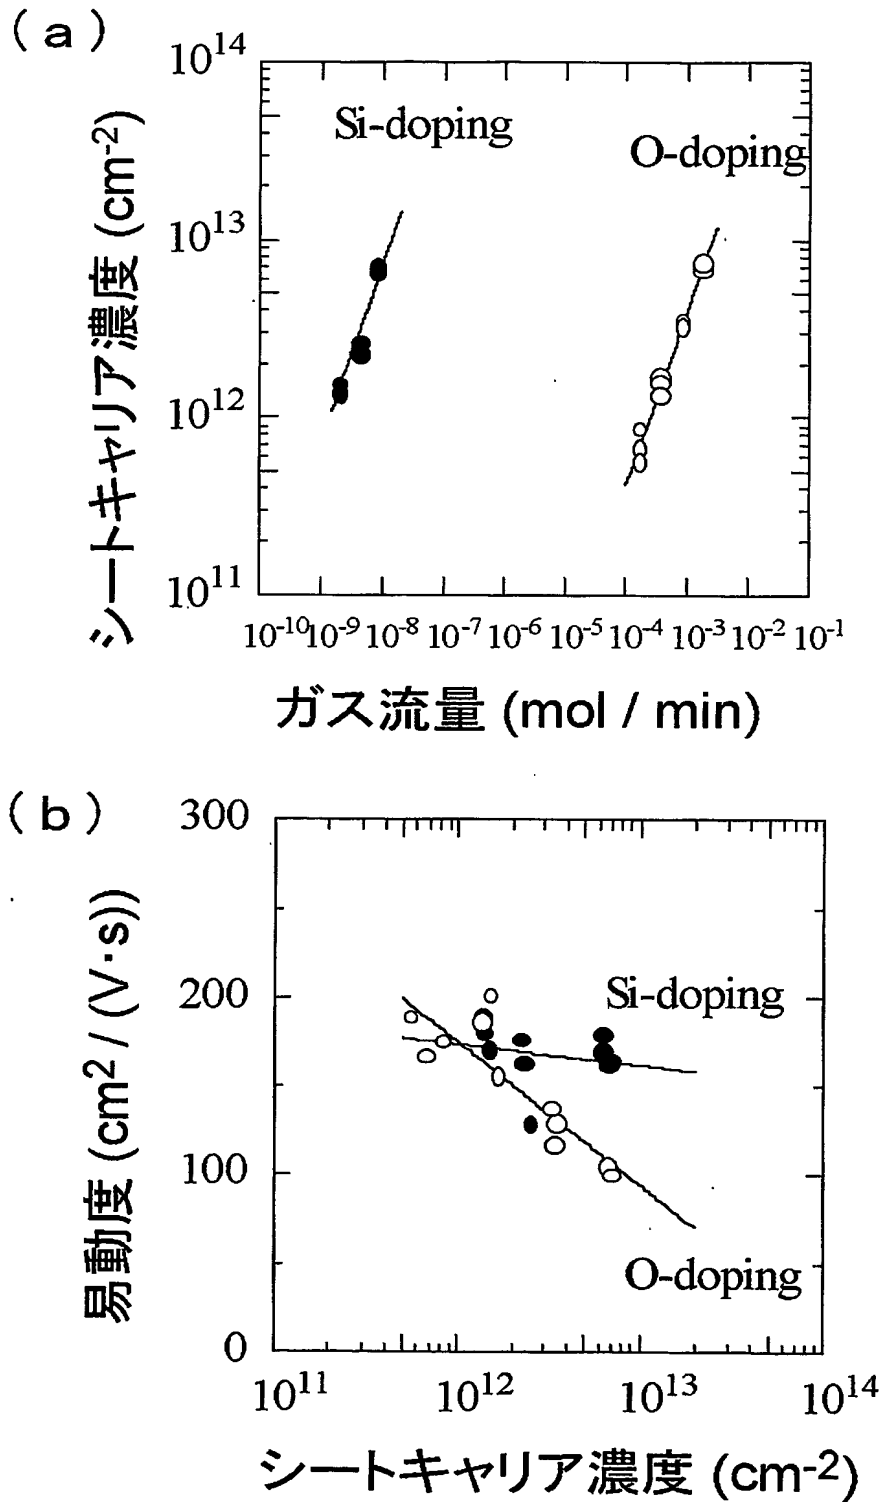 (a)
10^14
Si-doping
O-doping
10^13
10^12
10^11
シートキャリア濃度 (cm-2)
10^-10 10^-9 10^-8 10^-7 10^-6 10^-5 10^-4 10^-3 10^-2 10^-1
ガス流量 (mol / min)
(b)
300
200
Si-doping
100
O-doping
0
易動度 (cm2 / (V·s))
10^11 10^12 10^13 10^14
シートキャリア濃度 (cm-2)